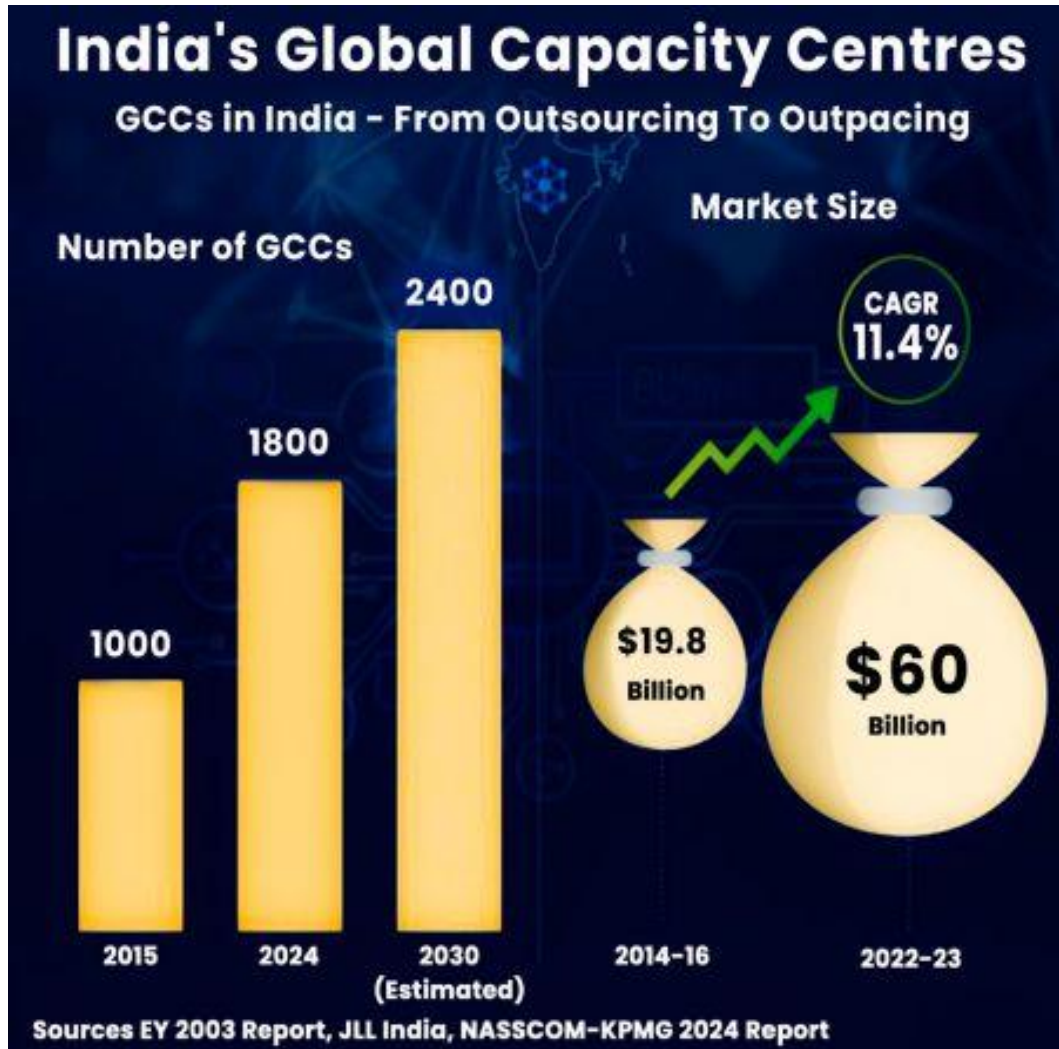 India's Global Capacity Centres
GCCs in India - From Outsourcing To Outpacing
Number of GCCs
2400
1800
1000
2015
2024
2030
(Estimated)
Market Size
CAGR
11.4%
$19.8
Billion
$60
Billion
2014-16
2022-23
Sources EY 2003 Report, JLL India, NASSCOM-KPMG 2024 Report